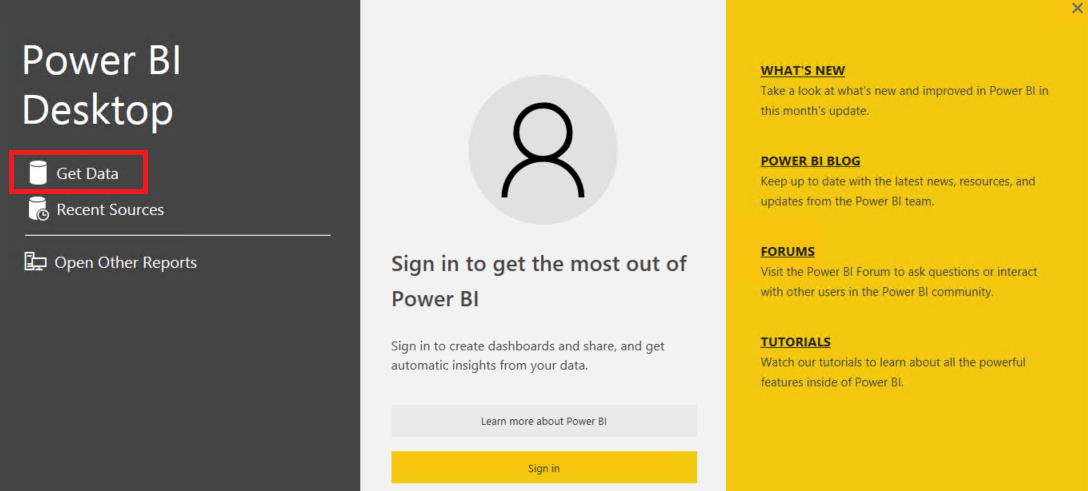 Power BI
Desktop
Get Data
Recent Sources
Open Other Reports
Sign in to get the most out of
Power BI
Sign in to create dashboards and share, and get
automatic insights from your data.
Learn more about Power BI
Sign in
WHAT'S NEW
Take a look at what's new and improved in Power BI in
this month's update.
POWER BI BLOG
Keep up to date with the latest news, resources, and
updates from the Power BI team.
FORUMS
Visit the Power BI Forum to ask questions or interact
with other users in the Power BI community.
TUTORIALS
Watch our tutorials to learn about all the powerful
features inside of Power BI.